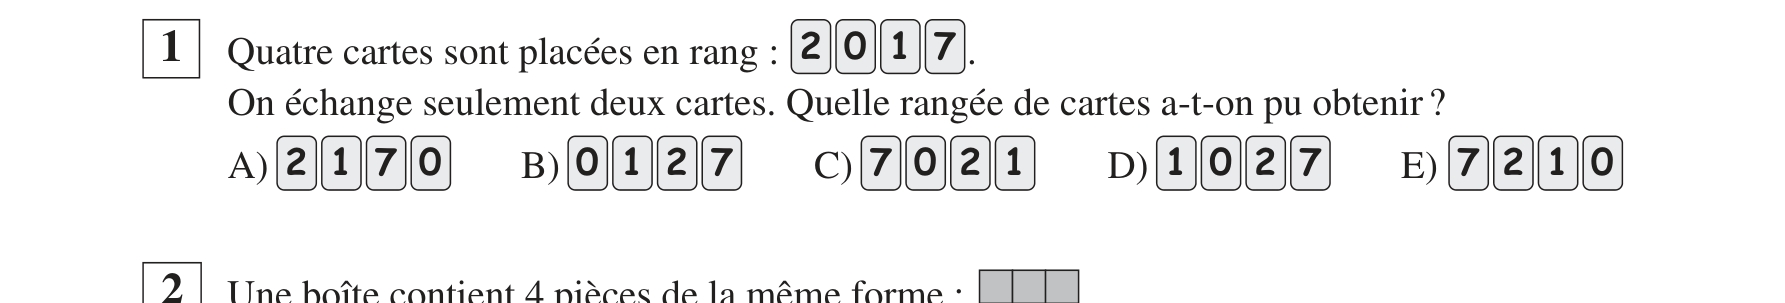 1 Quatre cartes sont placées en rang : 2 0 1 7.
On échange seulement deux cartes. Quelle rangée de cartes a-t-on pu obtenir ?
A) 2 1 7 0 B) 0 1 2 7 C) 7 0 2 1 D) 1 0 2 7 E) 7 2 1 0
2 Une boîte contient 4 pièces de la même forme :